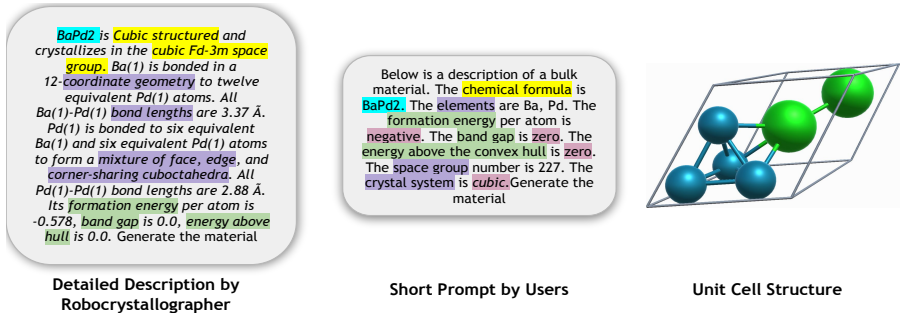 BaPd2 is Cubic structured and
crystallizes in the cubic Fd-3m space
group. Ba(1) is bonded in a
12-coordinate geometry to twelve
equivalent Pd(1) atoms. All
Ba(1)-Pd(1) bond lengths are 3.37 Å.
Pd(1) is bonded to six equivalent
Ba(1) and six equivalent Pd(1) atoms
to form a mixture of face, edge, and
corner-sharing cuboctahedra. All
Pd(1)-Pd(1) bond lengths are 2.88 Å.
Its formation energy per atom is
-0.578, band gap is 0.0, energy above
hull is 0.0. Generate the material
Detailed Description by
Robocrystallographer
Below is a description of a bulk
material. The chemical formula is
BaPd2. The elements are Ba, Pd. The
formation energy per atom is
negative. The band gap is zero. The
energy above the convex hull is zero.
The space group number is 227. The
crystal system is cubic.Generate the
material
Short Prompt by Users
Unit Cell Structure